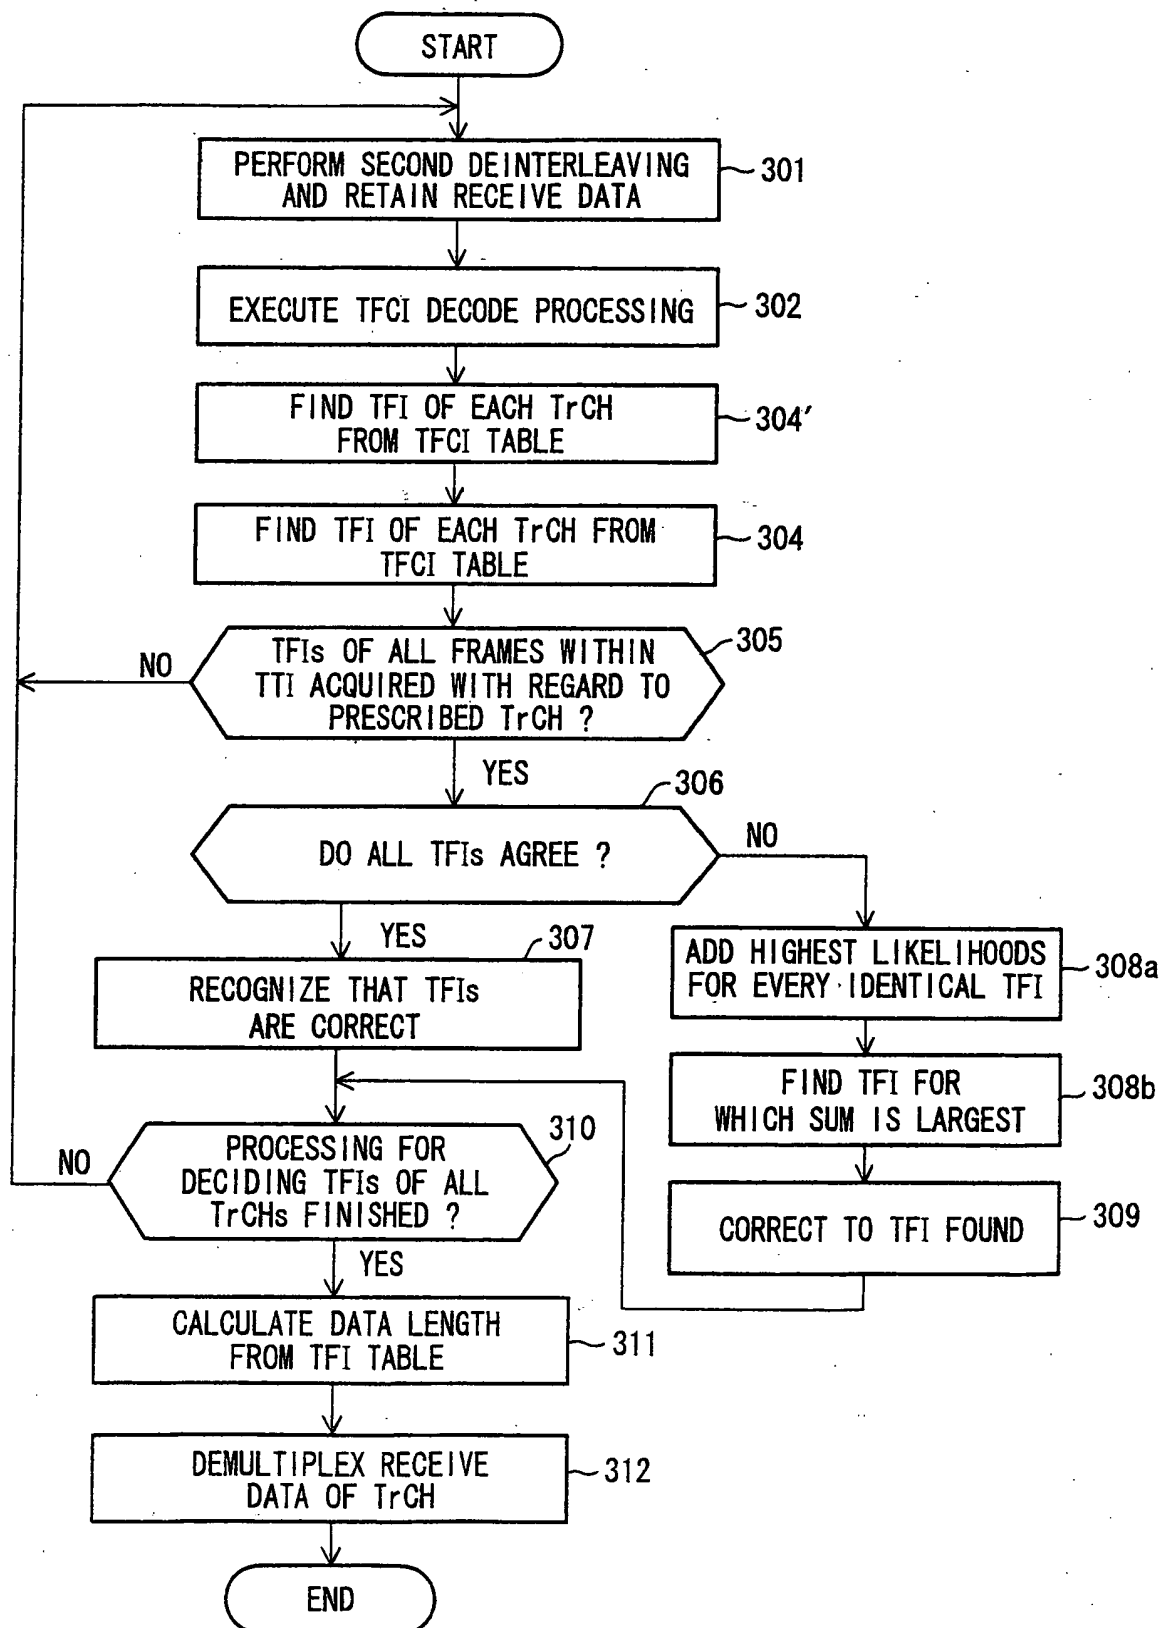 START
PERFORM SECOND DEINTERLEAVING
AND RETAIN RECEIVE DATA
301
EXECUTE TFCI DECODE PROCESSING
302
FIND TFI OF EACH TrCH
FROM TFCI TABLE
304'
FIND TFI OF EACH TrCH FROM
TFCI TABLE
304
TFIs OF ALL FRAMES WITHIN
TTI ACQUIRED WITH REGARD TO
PRESCRIBED TrCH ?
305
NO
YES
306
DO ALL TFIs AGREE ?
NO
YES
307
RECOGNIZE THAT TFIs
ARE CORRECT
ADD HIGHEST LIKELIHOODS
FOR EVERY IDENTICAL TFI
308a
FIND TFI FOR
WHICH SUM IS LARGEST
308b
PROCESSING FOR
DECIDING TFIs OF ALL
TrCHs FINISHED ?
310
NO
CORRECT TO TFI FOUND
309
YES
CALCULATE DATA LENGTH
FROM TFI TABLE
311
DEMULTIPLEX RECEIVE
DATA OF TrCH
312
END